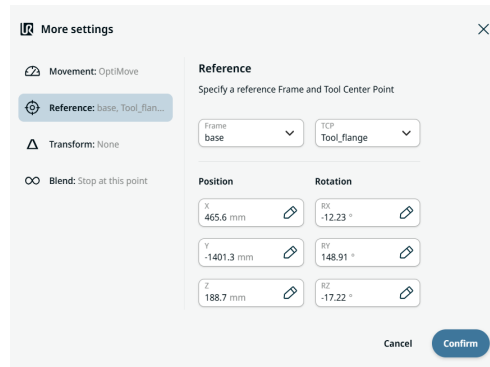 More settings
Movement: OptiMove
Reference: base, Tool_flan...
Transform: None
Blend: Stop at this point
Reference
Specify a reference Frame and Tool Center Point
Frame
base
TCP
Tool_flange
Position
Rotation
X
465.6 mm
RX
-12.23 °
Y
-1401.3 mm
RY
148.91 °
Z
188.7 mm
RZ
-17.22 °
Cancel
Confirm